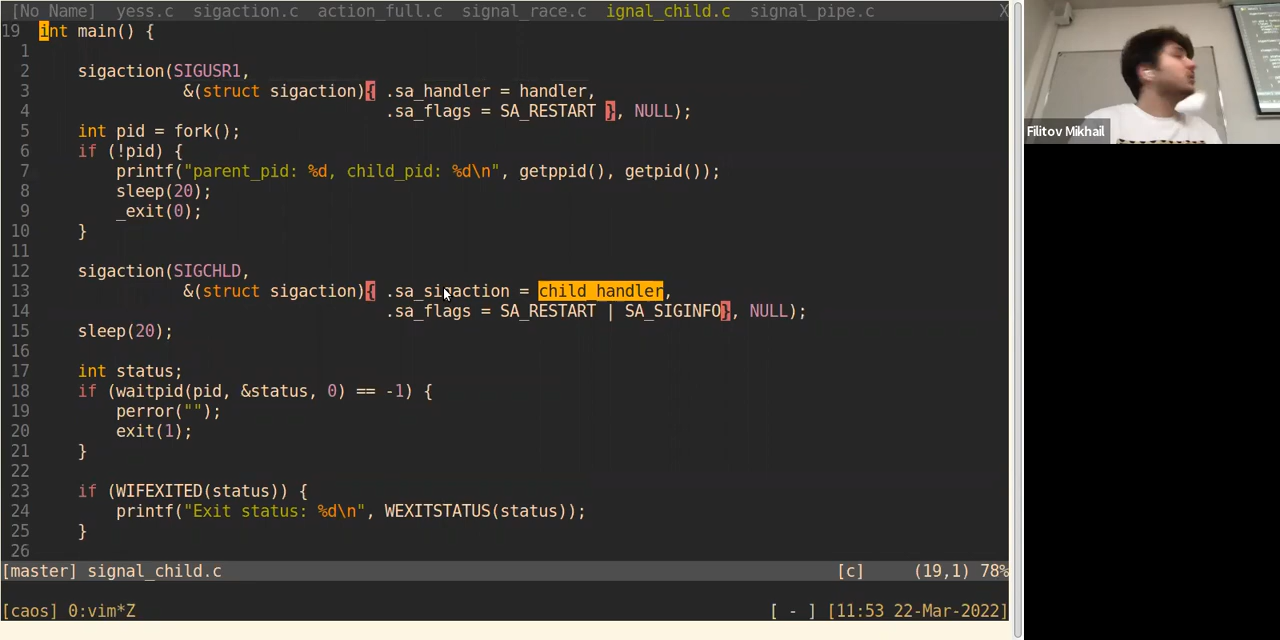 [No Name] yess.c sigaction.c action_full.c signal_race.c ignal_child.c signal_pipe.c X
19 int main() {
1
2 sigaction(SIGUSR1,
3 &(struct sigaction){ .sa_handler = handler,
4 .sa_flags = SA_RESTART }, NULL);
5 int pid = fork();
6 if (!pid) {
7 printf("parent_pid: %d, child_pid: %d\n", getppid(), getpid());
8 sleep(20);
9 _exit(0);
10 }
11
12 sigaction(SIGCHLD,
13 &(struct sigaction){ .sa_sigaction = child_handler,
14 .sa_flags = SA_RESTART | SA_SIGINFO}, NULL);
15 sleep(20);
16
17 int status;
18 if (waitpid(pid, &status, 0) == -1) {
19 perror("");
20 exit(1);
21 }
22
23 if (WIFEXITED(status)) {
24 printf("Exit status: %d\n", WEXITSTATUS(status));
25 }
26
[master] signal_child.c [c] (19,1) 78%
[caos] 0:vim*Z [ - ] [11:53 22-Mar-2022]
Filitov Mikhail